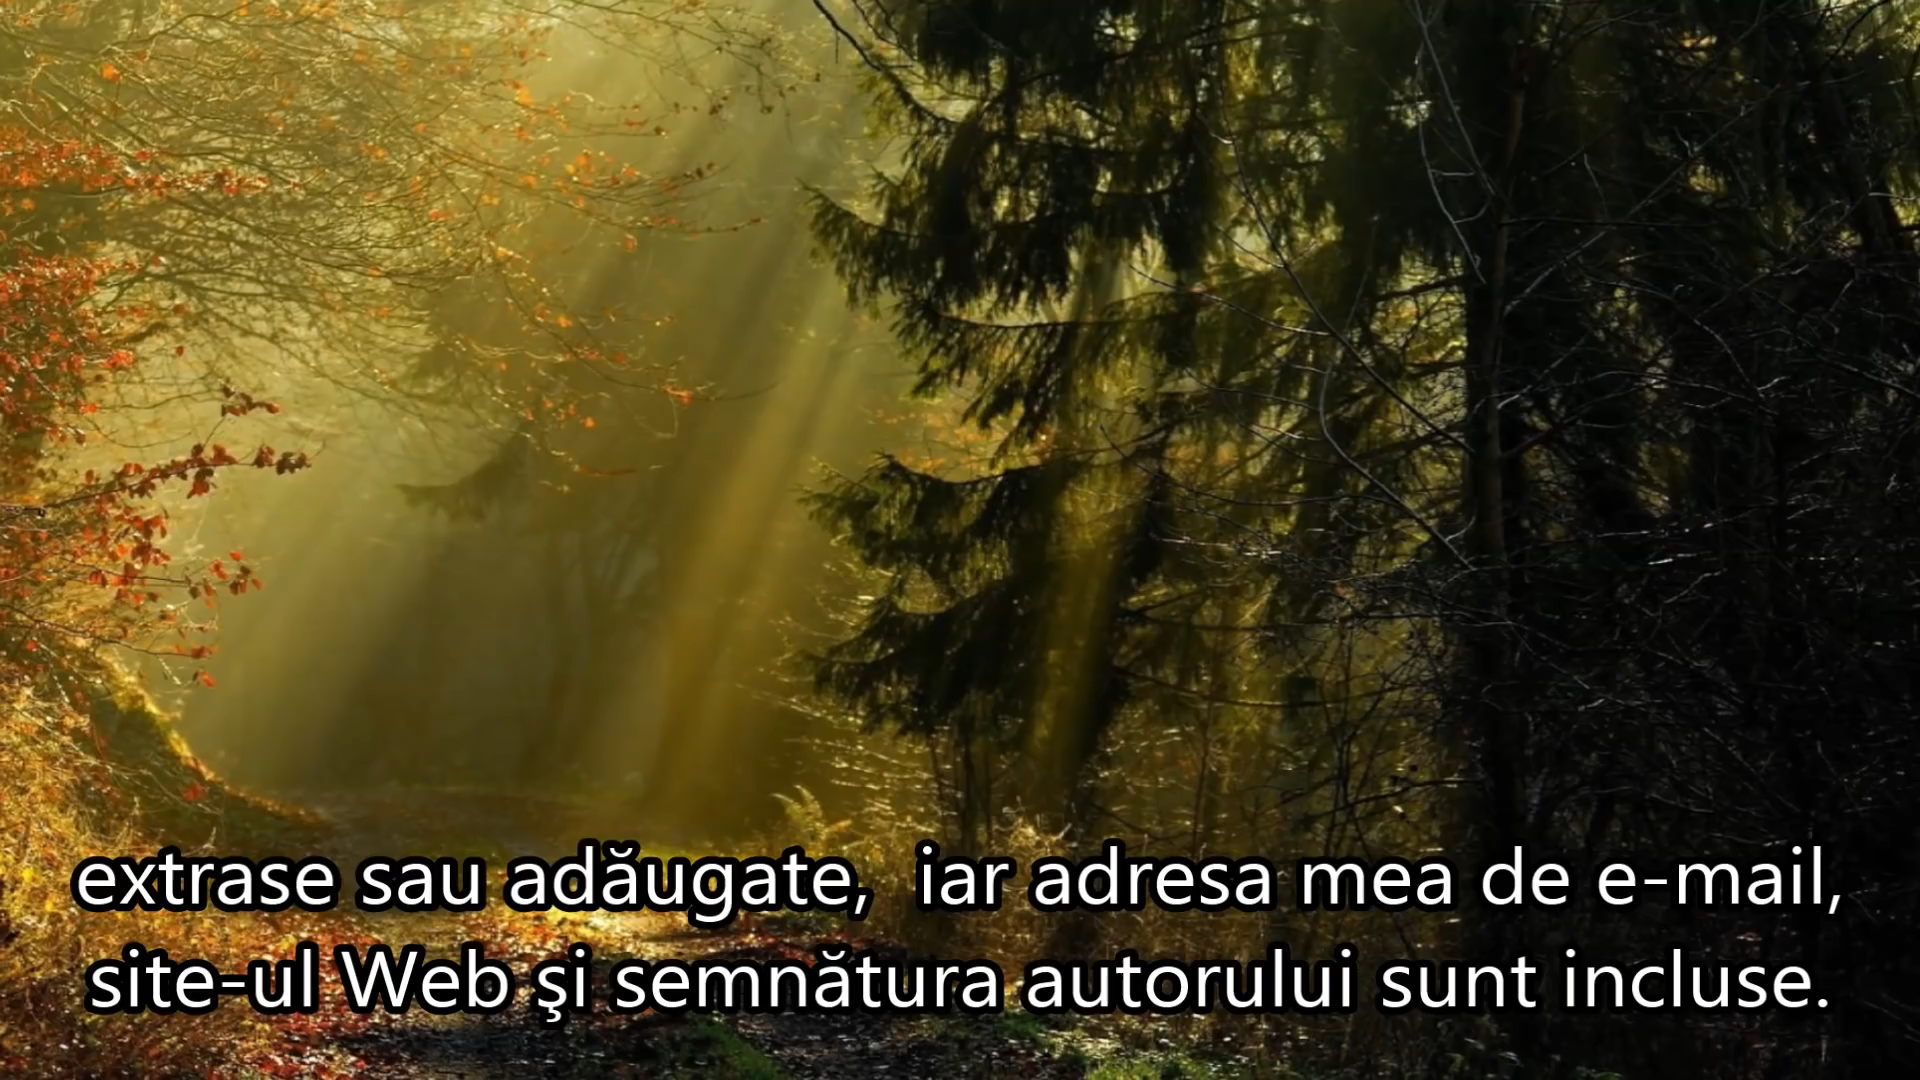 extrase sau adăugate,  iar adresa mea de e-mail,
site-ul Web şi semnătura autorului sunt incluse.